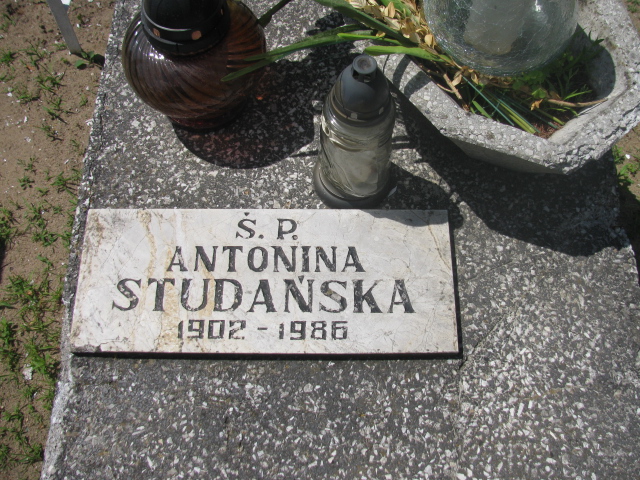 Ś. P.
ANTONINA
STUDAŃSKA
1902 - 1986